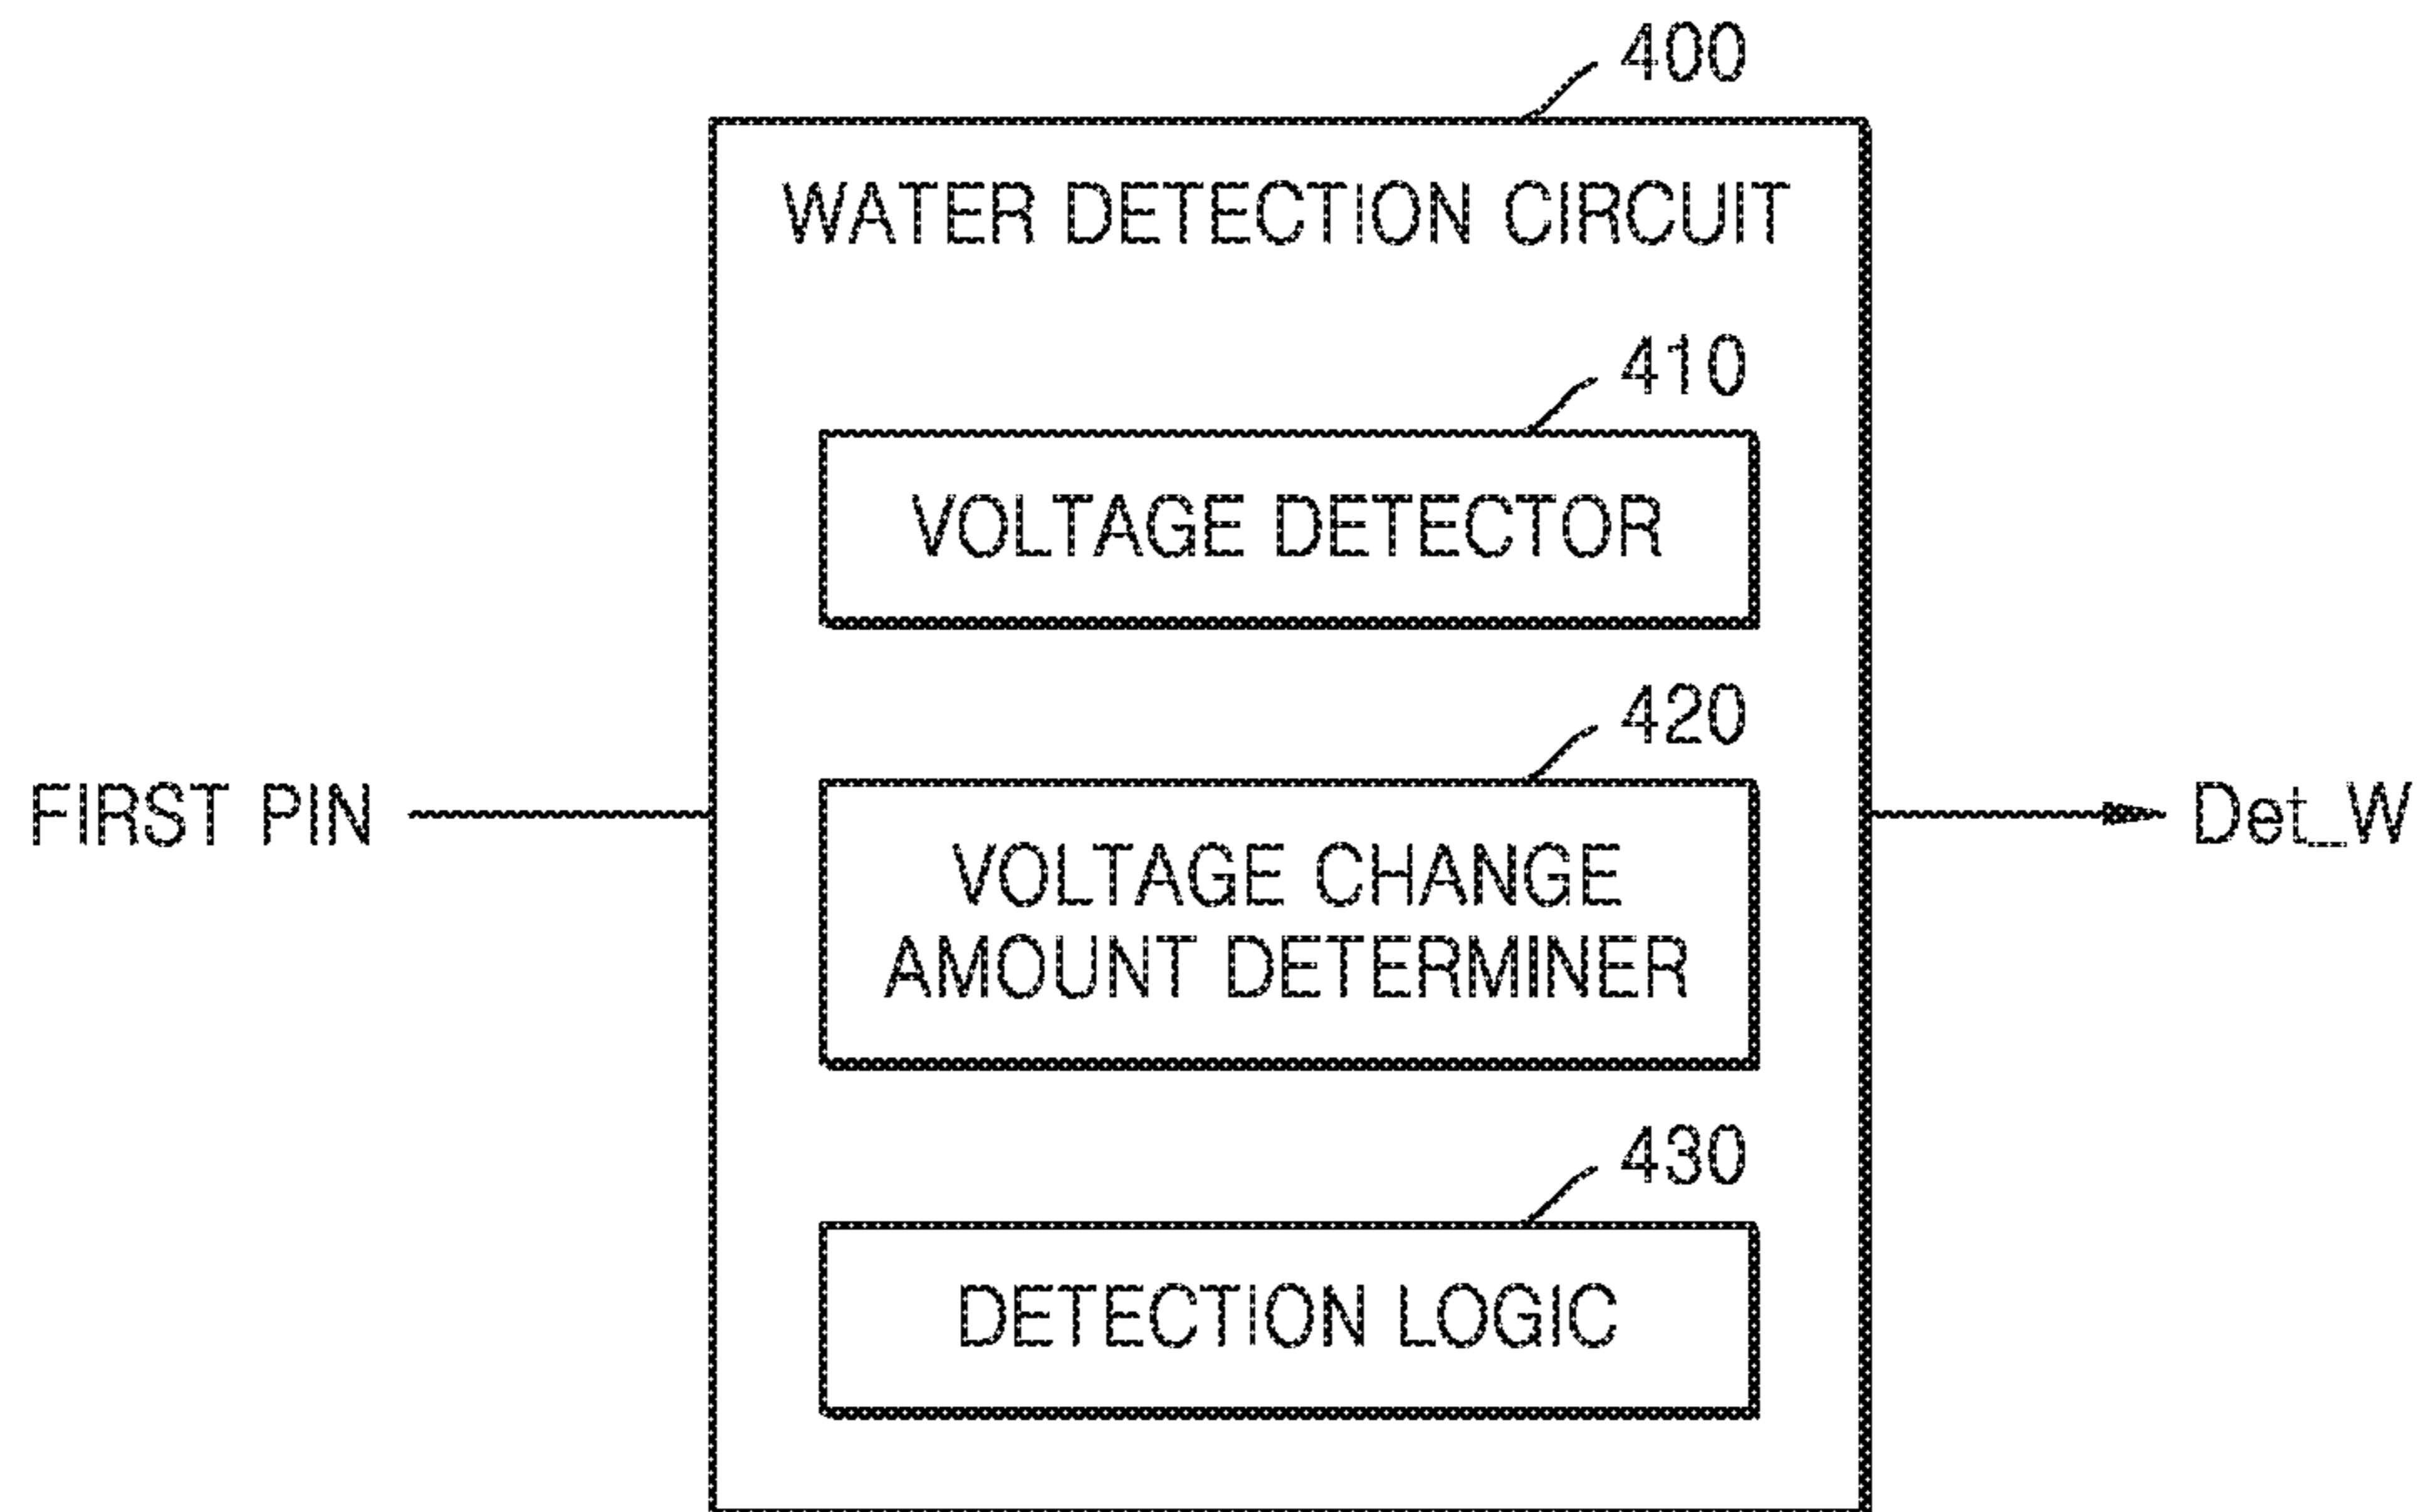 400
WATER DETECTION CIRCUIT
410
VOLTAGE DETECTOR
420
FIRST PIN
VOLTAGE CHANGE
AMOUNT DETERMINER
Det_W
430
DETECTION LOGIC